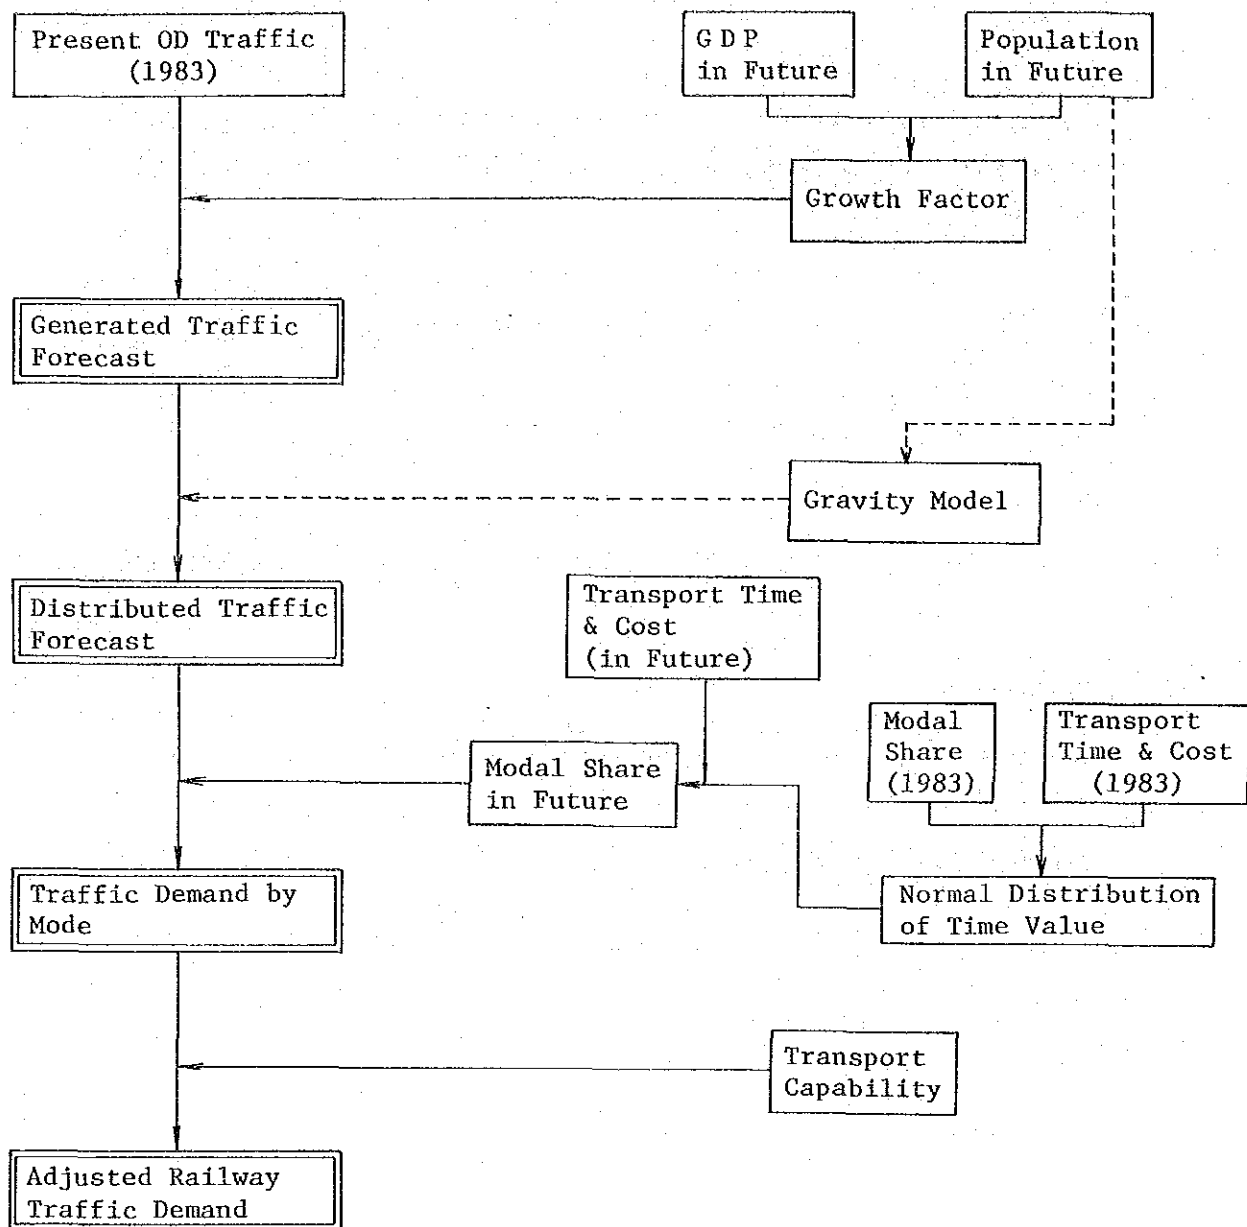 Present OD Traffic
(1983)
G D P
in Future
Population
in Future
Growth Factor
Generated Traffic
Forecast
Gravity Model
Distributed Traffic
Forecast
Transport Time
& Cost
(in Future)
Modal
Share
(1983)
Transport
Time & Cost
(1983)
Modal Share
in Future
Traffic Demand by
Mode
Normal Distribution
of Time Value
Transport
Capability
Adjusted Railway
Traffic Demand